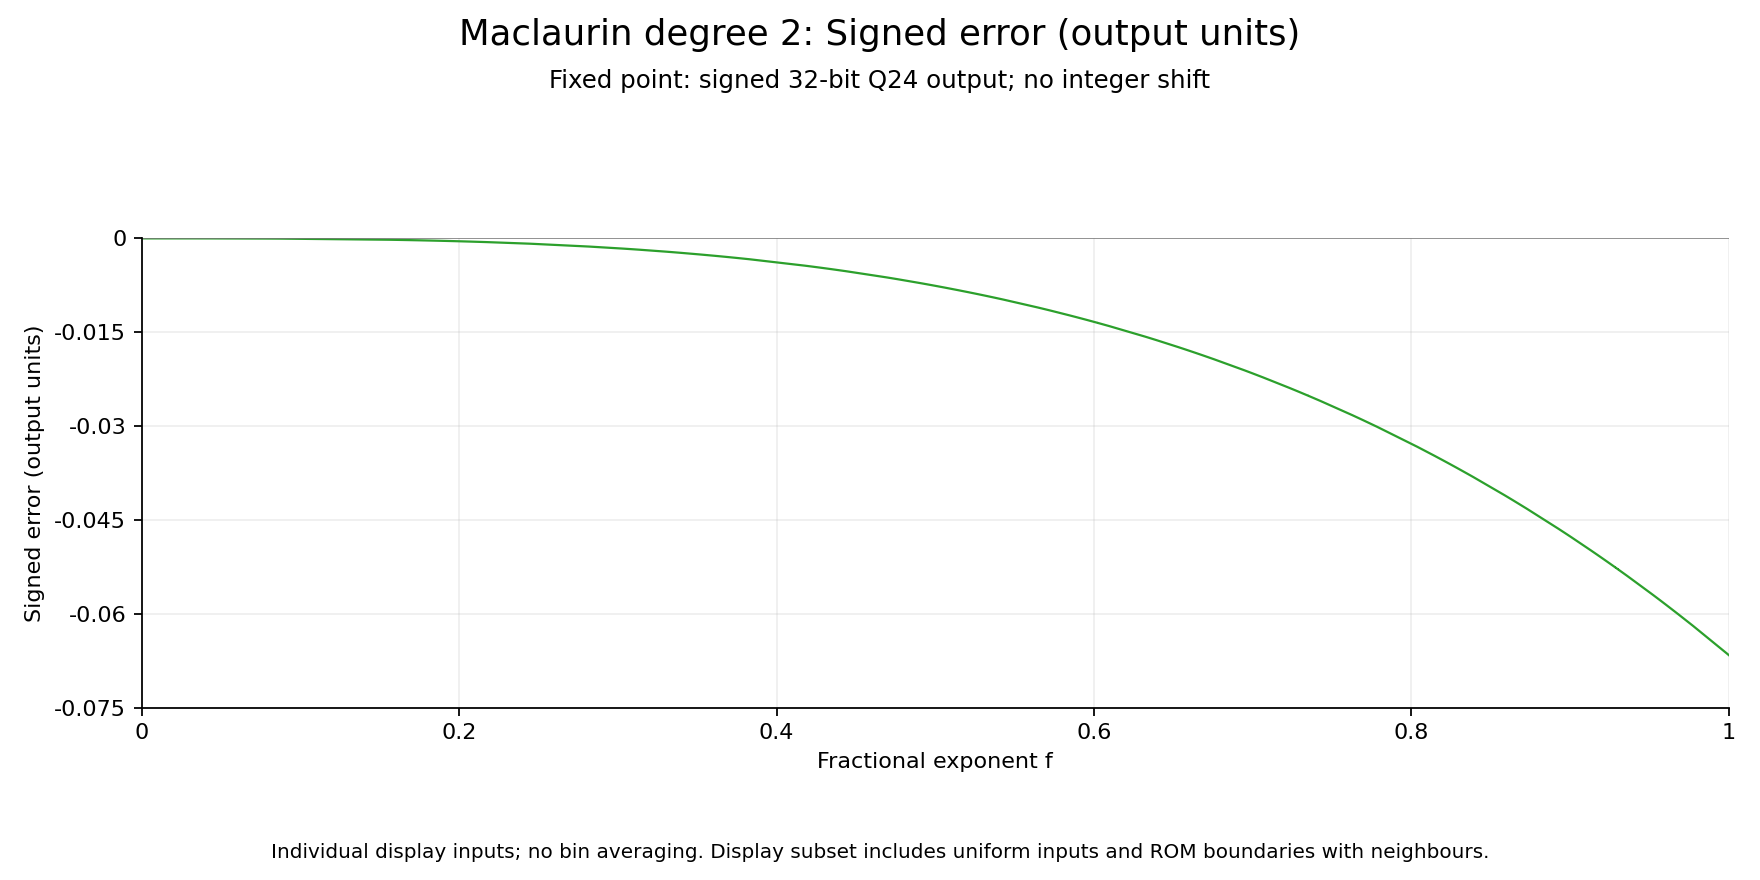 Maclaurin degree 2: Signed error (output units)
Fixed point: signed 32-bit Q24 output; no integer shift
Signed error (output units)
0
-0.015
-0.03
-0.045
-0.06
-0.075
0 0.2 0.4 0.6 0.8 1
Fractional exponent f
Individual display inputs; no bin averaging. Display subset includes uniform inputs and ROM boundaries with neighbours.